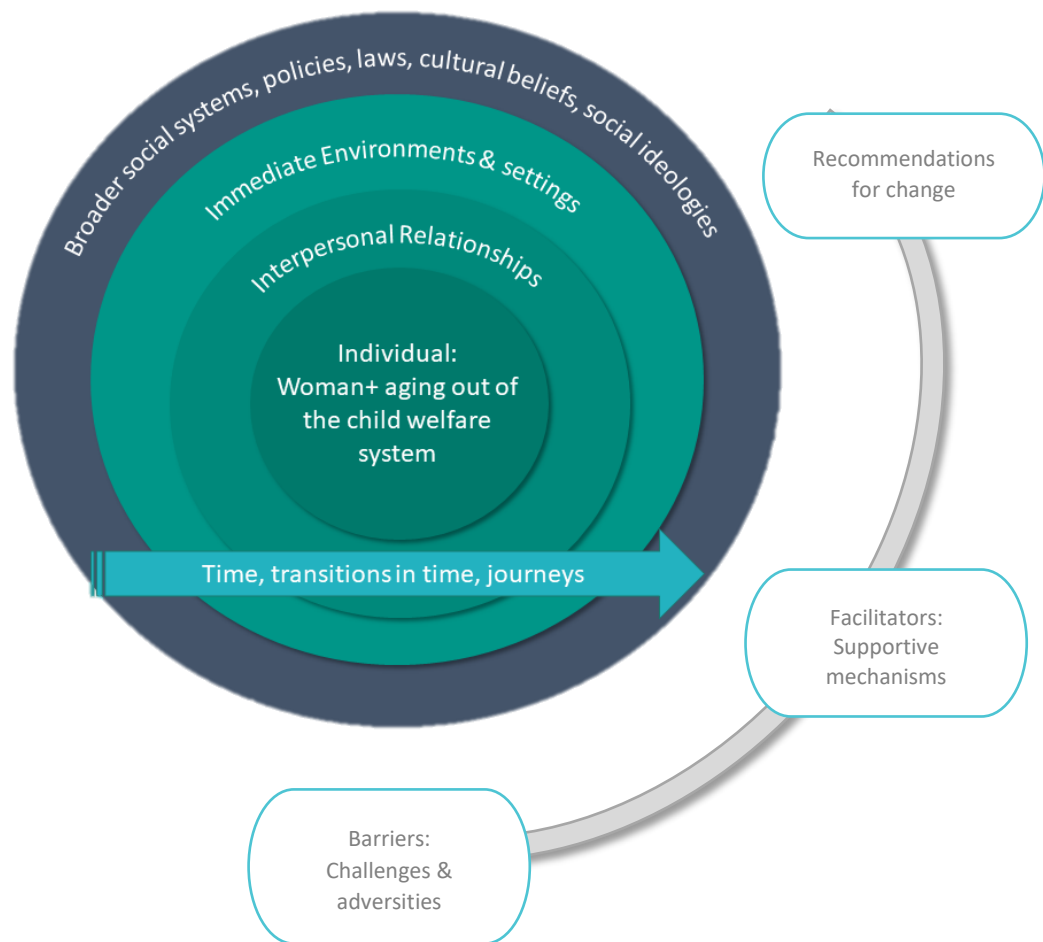 Broader social systems, policies, laws, cultural beliefs, social ideologies
Immediate Environments & settings
Interpersonal Relationships
Individual:
Woman+ aging out of
the child welfare
system
Time, transitions in time, journeys
Recommendations
for change
Facilitators:
Supportive
mechanisms
Barriers:
Challenges &
adversities